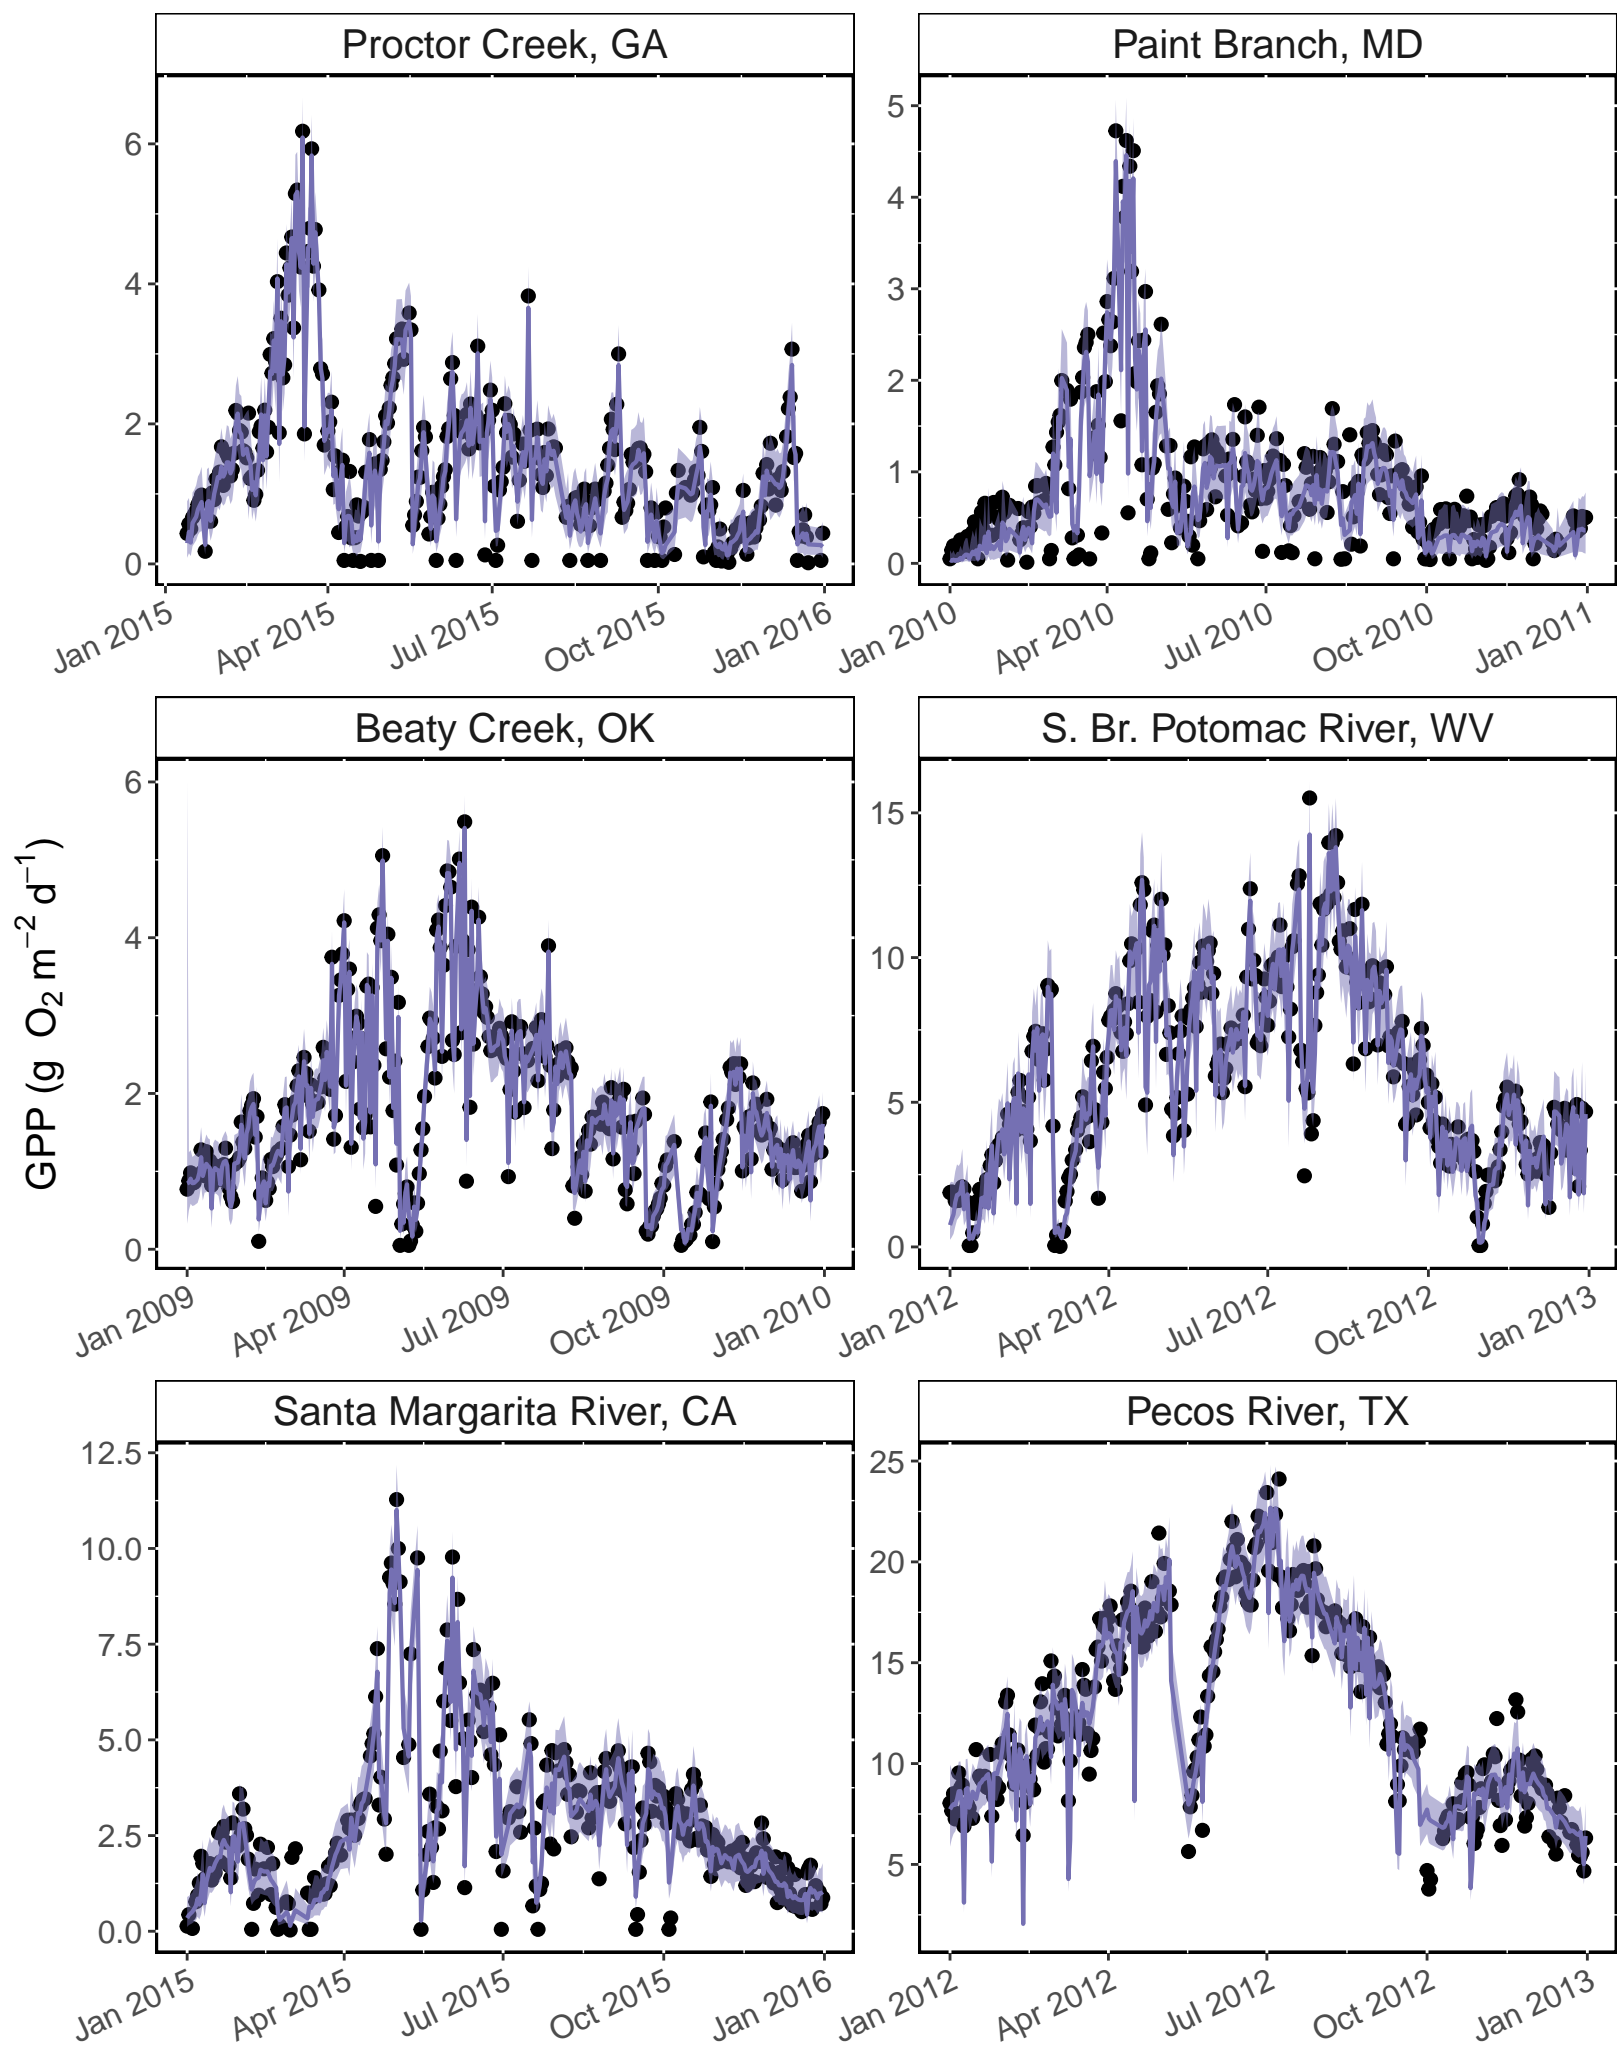 Proctor Creek, GA
Paint Branch, MD
6
4
2
0
5
4
3
2
1
0
Jan 2015
Apr 2015
Jul 2015
Oct 2015
Jan 2016
Jan 2010
Apr 2010
Jul 2010
Oct 2010
Jan 2011
Beaty Creek, OK
S. Br. Potomac River, WV
GPP (g O₂ m⁻² d⁻¹)
6
4
2
0
15
10
5
0
Jan 2009
Apr 2009
Jul 2009
Oct 2009
Jan 2010
Jan 2012
Apr 2012
Jul 2012
Oct 2012
Jan 2013
Santa Margarita River, CA
Pecos River, TX
12.5
10.0
7.5
5.0
2.5
0.0
25
20
15
10
5
Jan 2015
Apr 2015
Jul 2015
Oct 2015
Jan 2016
Jan 2012
Apr 2012
Jul 2012
Oct 2012
Jan 2013